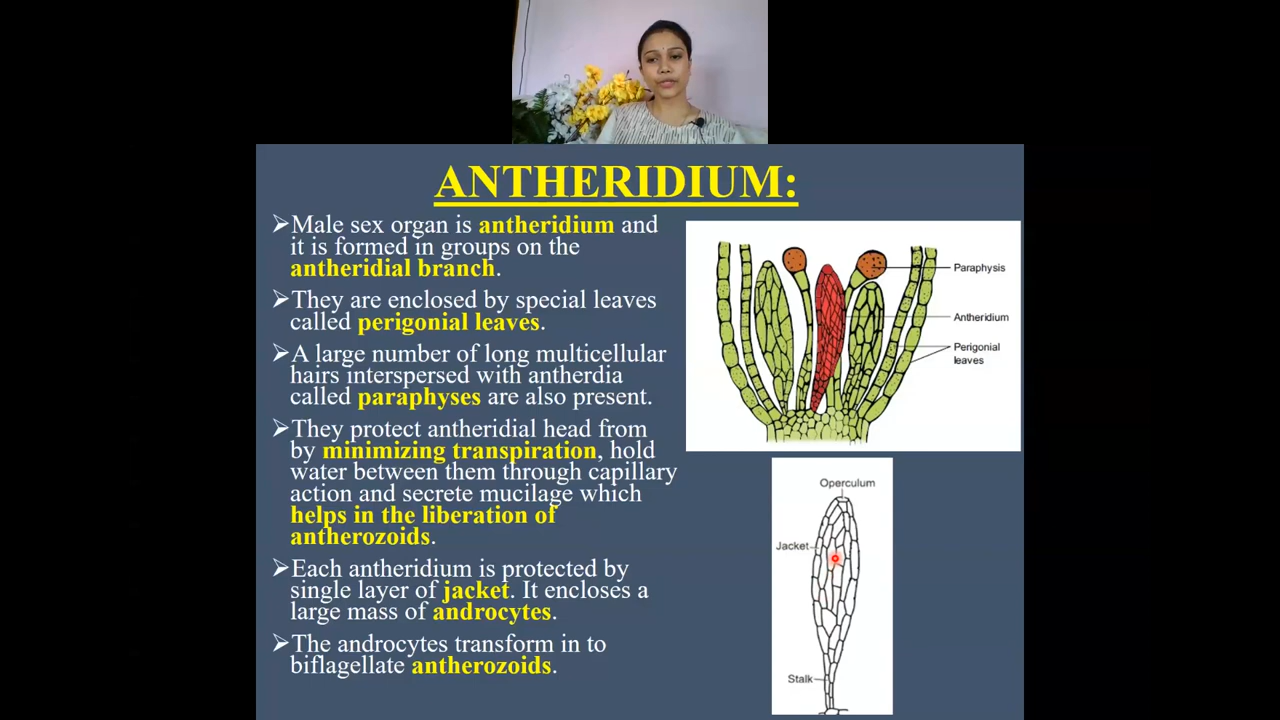 ANTHERIDIUM:
➢Male sex organ is antheridium and
it is formed in groups on the
antheridial branch.
➢They are enclosed by special leaves
called perigonial leaves.
➢A large number of long multicellular
hairs interspersed with antherdia
called paraphyses are also present.
➢They protect antheridial head from
by minimizing transpiration, hold
water between them through capillary
action and secrete mucilage which
helps in the liberation of
antherozoids.
➢Each antheridium is protected by
single layer of jacket. It encloses a
large mass of androcytes.
➢The androcytes transform in to
biflagellate antherozoids.
Paraphysis
Antheridium
Perigonial
leaves
Operculum
Jacket
Stalk